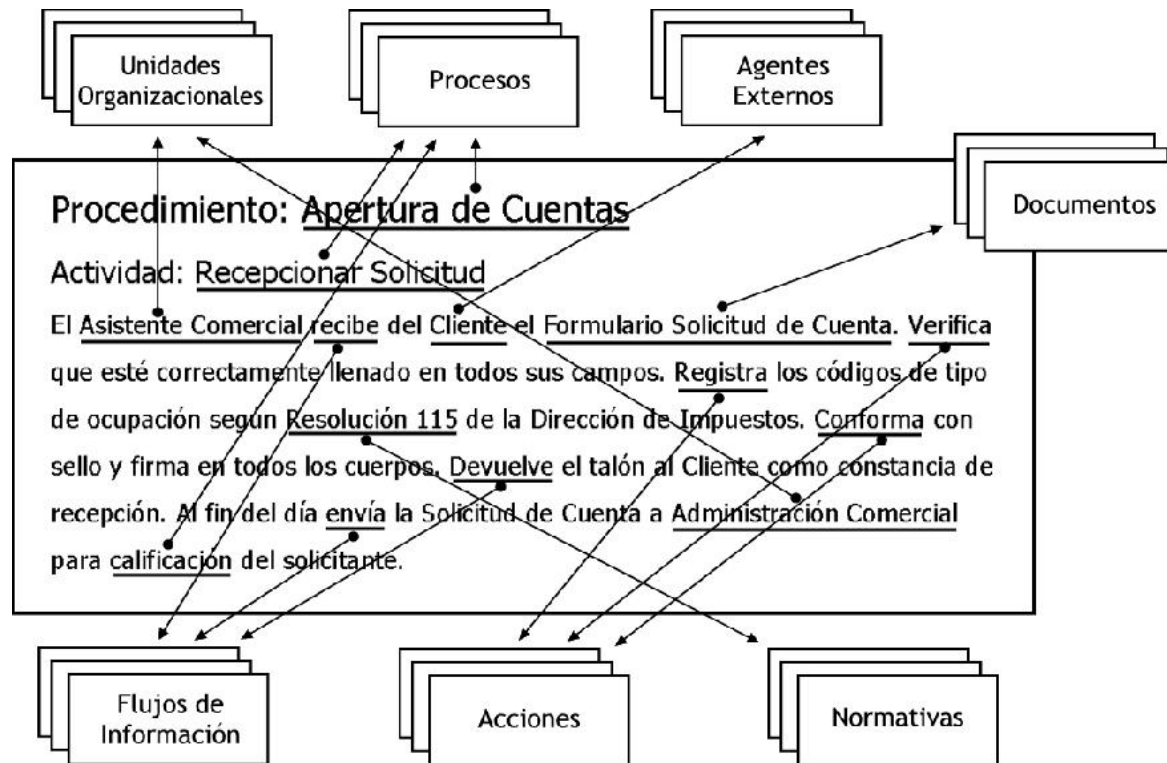 Unidades
Organizacionales
Procesos
Agentes
Externos
Documentos
Procedimiento: Apertura de Cuentas
Actividad: Recepcionar Solicitud
El Asistente Comercial recibe del Cliente el Formulario Solicitud de Cuenta. Verifica
que esté correctamente llenado en todos sus campos. Registra los códigos de tipo
de ocupación según Resolución 115 de la Dirección de Impuestos. Conforma con
sello y firma en todos los cuerpos. Devuelve el talón al Cliente como constancia de
recepción. Al fin del día envía la Solicitud de Cuenta a Administración Comercial
para calificación del solicitante.
Flujos de
Información
Acciones
Normativas